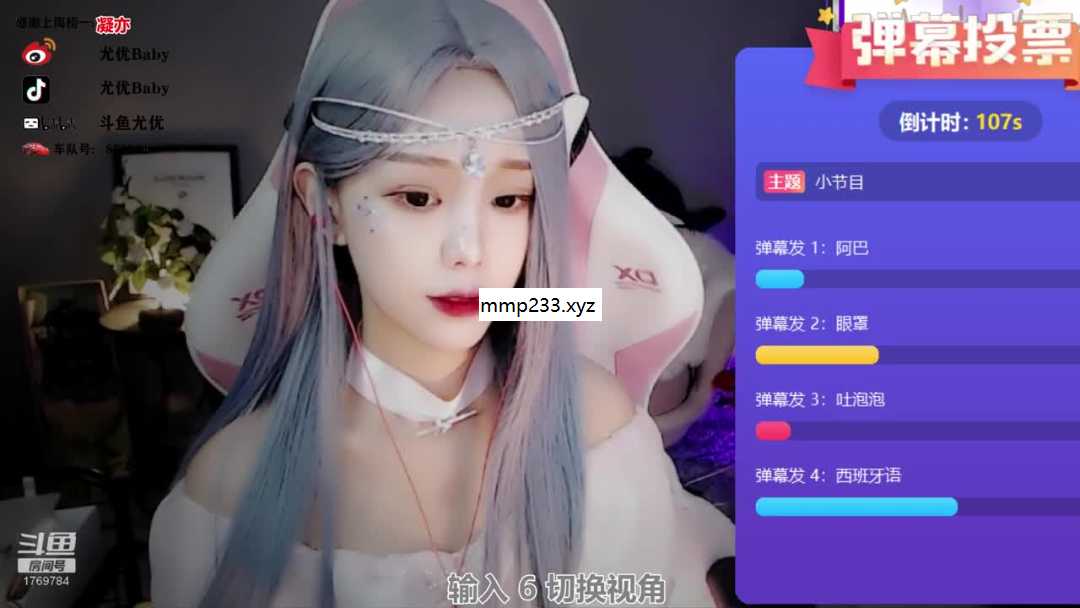 感谢上周榜一 凝亦
尤优Baby
尤优Baby
斗鱼尤优
车队号：
斗鱼
房间号
1769784
mmp233.xyz
输入 6 切换视角
弹幕投票
倒计时：107s
主题 小节目
弹幕发 1：阿巴
弹幕发 2：眼罩
弹幕发 3：吐泡泡
弹幕发 4：西班牙语